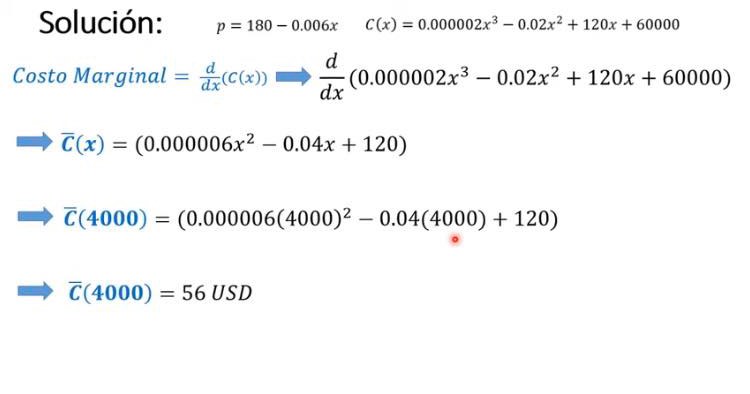 Solución: p = 180 − 0.006x C(x) = 0.000002x³ − 0.02x² + 120x + 60000
Costo Marginal = d/dx (C(x)) d/dx (0.000002x³ − 0.02x² + 120x + 60000)
C̅(x) = (0.000006x² − 0.04x + 120)
C̅(4000) = (0.000006(4000)² − 0.04(4000) + 120)
C̅(4000) = 56 USD